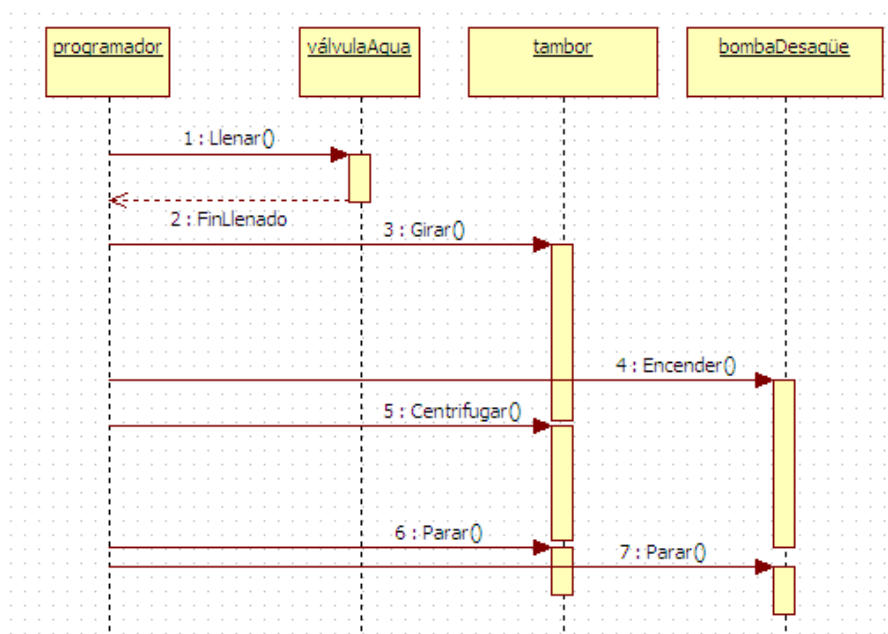 programador
válvulaAgua
tambor
bombaDesagüe
1 : Llenar()
2 : FinLlenado
3 : Girar()
4 : Encender()
5 : Centrifugar()
6 : Parar()
7 : Parar()